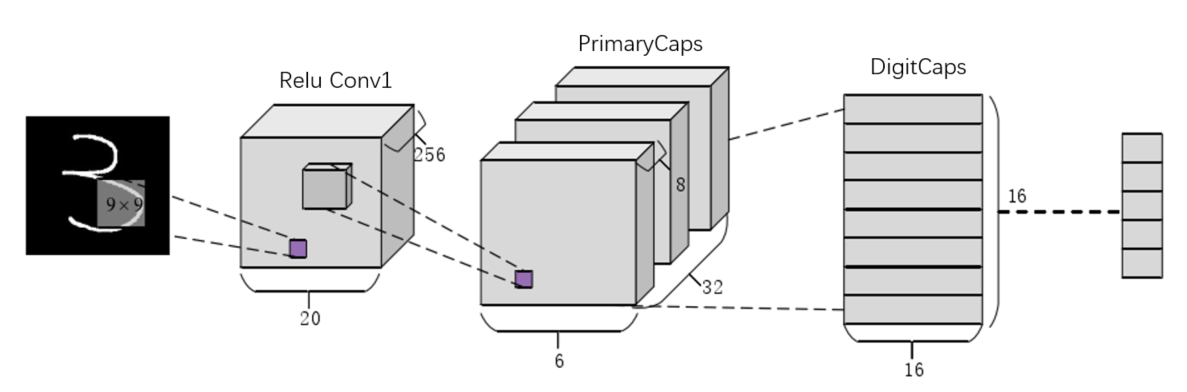 PrimaryCaps
DigitCaps
Relu Conv1
256
9×9
8
16
32
20
6
16